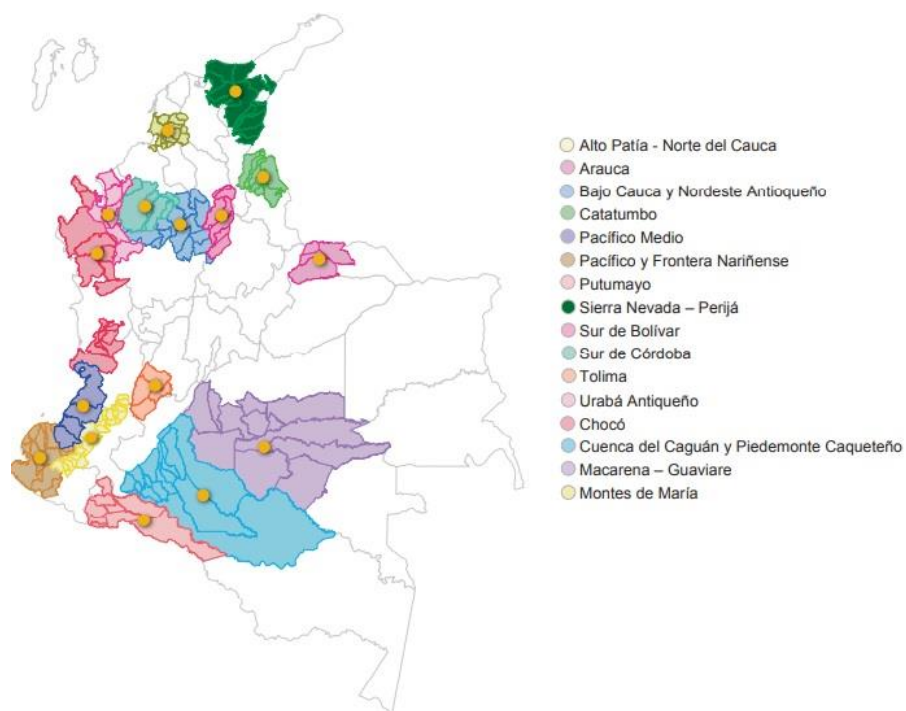 Alto Patía - Norte del Cauca
Arauca
Bajo Cauca y Nordeste Antioqueño
Catatumbo
Pacífico Medio
Pacífico y Frontera Nariñense
Putumayo
Sierra Nevada – Perijá
Sur de Bolívar
Sur de Córdoba
Tolima
Urabá Antiqueño
Chocó
Cuenca del Caguán y Piedemonte Caqueteño
Macarena – Guaviare
Montes de María